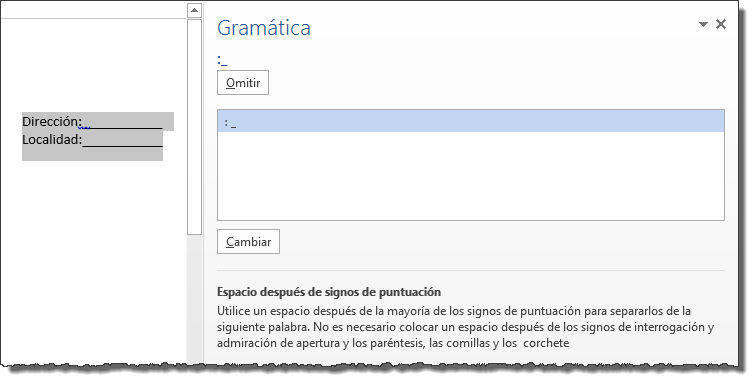 Gramática
:_
Omitir
Dirección:____________
Localidad:____________
: _
Cambiar
Espacio después de signos de puntuación
Utilice un espacio después de la mayoría de los signos de puntuación para separarlos de la
siguiente palabra. No es necesario colocar un espacio después de los signos de interrogación y
admiración de apertura y los paréntesis, las comillas y los  corchete